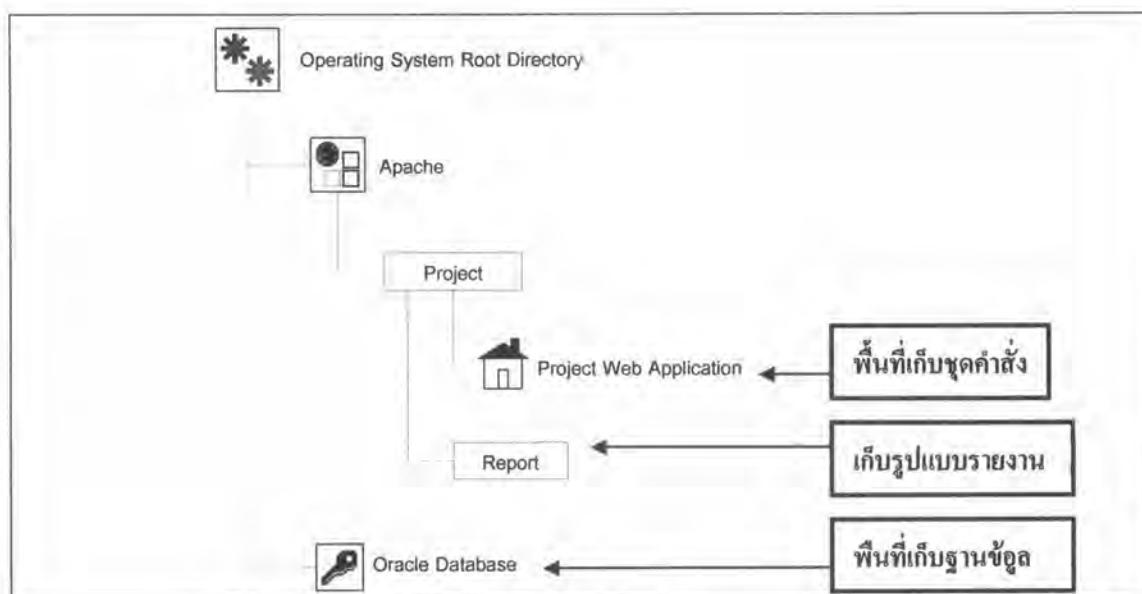 Operating System Root Directory
Apache
Project
Project Web Application
พื้นที่เก็บชุดคำสั่ง
Report
เก็บรูปแบบรายงาน
Oracle Database
พื้นที่เก็บฐานข้อูล